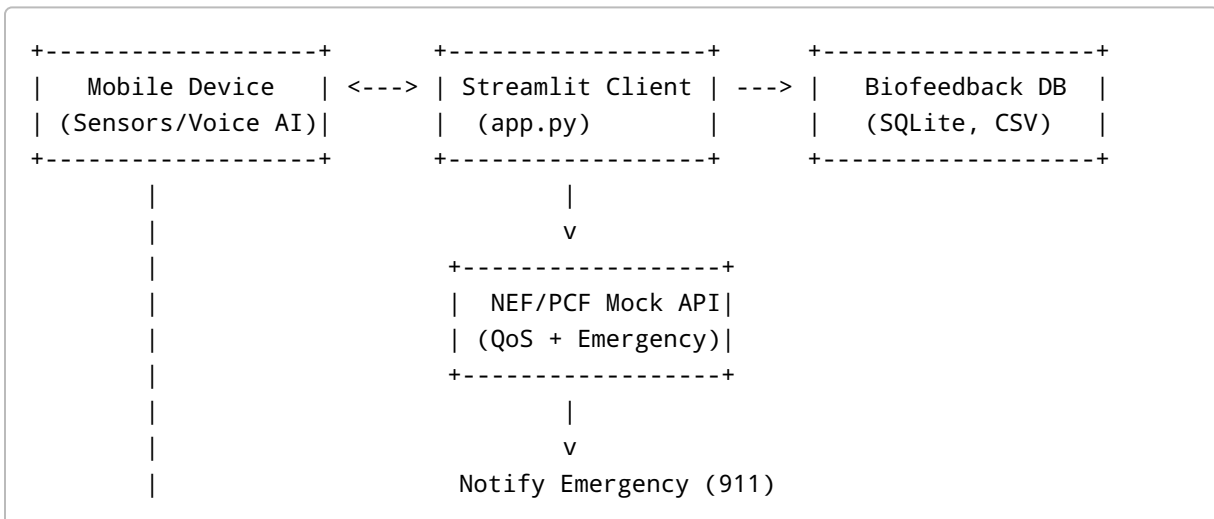 +-------------------+       +------------------+      +-------------------+
|   Mobile Device   | <---> | Streamlit Client | ---> |   Biofeedback DB  |
| (Sensors/Voice AI)|       |  (app.py)        |      |   (SQLite, CSV)   |
+-------------------+       +------------------+      +-------------------+
        |                            |
        |                            v
        |                    +------------------+
        |                    |  NEF/PCF Mock API|
        |                    | (QoS + Emergency)|
        |                    +------------------+
        |                            |
        |                            v
        |                     Notify Emergency (911)